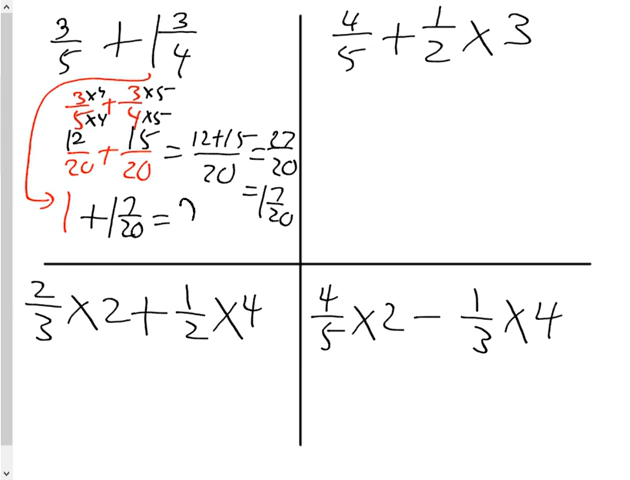 3/5 + 1 3/4
3×4/5×4 + 3×5/4×5
12/20 + 15/20 = 12+15/20 = 27/20
= 1 7/20
1 + 1 7/20 = ?
4/5 + 1/2 × 3
2/3 × 2 + 1/2 × 4
4/5 × 2 − 1/3 × 4